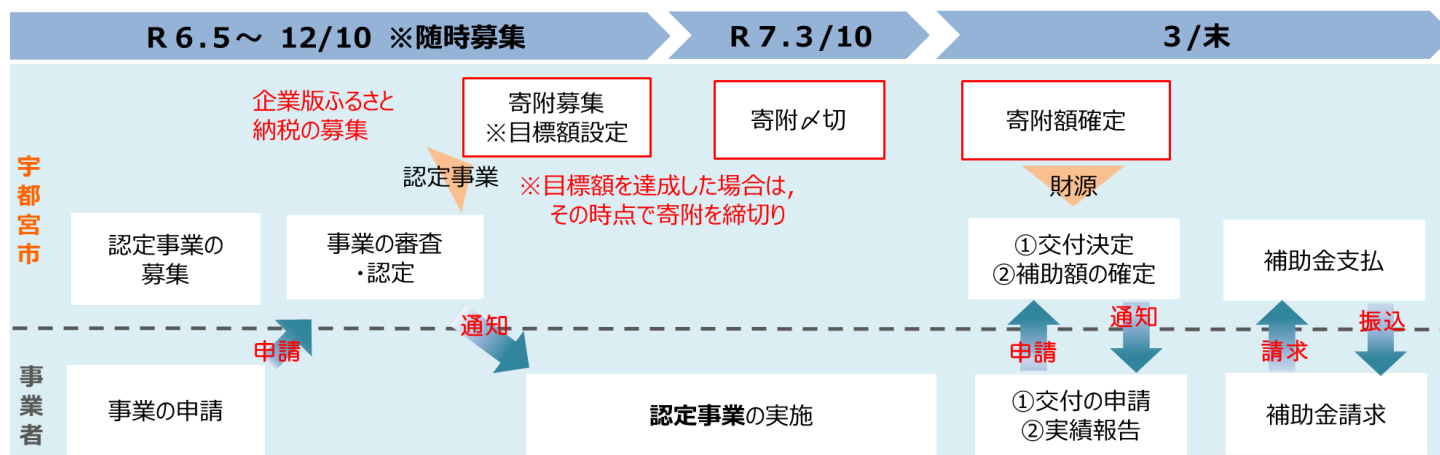 R6.5～ 12/10 ※随時募集
R7.3/10
3/末
宇都宮市
企業版ふるさと
納税の募集
寄附募集
※目標額設定
寄附〆切
寄附額確定
認定事業
※目標額を達成した場合は,
その時点で寄附を締切り
財源
認定事業の
募集
事業の審査
・認定
①交付決定
②補助額の確定
補助金支払
申請
通知
申請
通知
請求
振込
事業者
事業の申請
認定事業の実施
①交付の申請
②実績報告
補助金請求